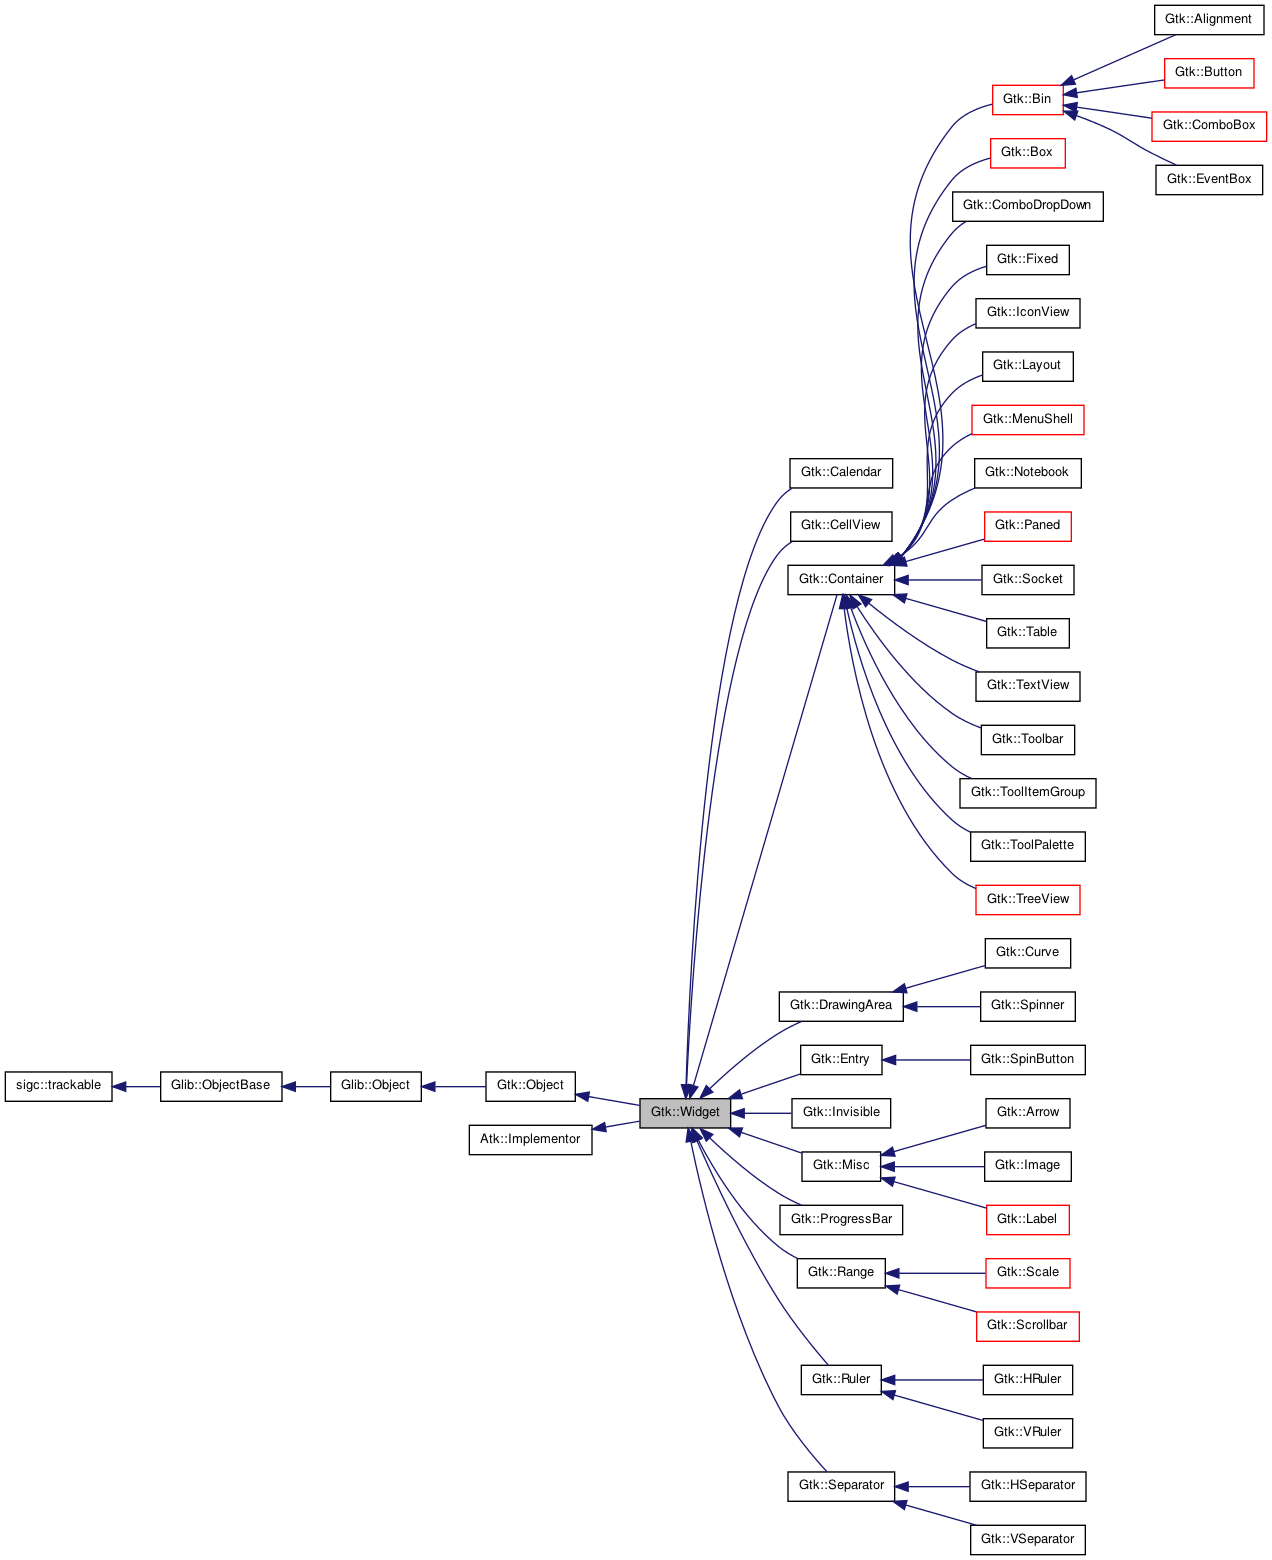 Gtk::Alignment
Gtk::Button
Gtk::Bin
Gtk::ComboBox
Gtk::Box
Gtk::EventBox
Gtk::ComboDropDown
Gtk::Fixed
Gtk::IconView
Gtk::Layout
Gtk::MenuShell
Gtk::Calendar
Gtk::Notebook
Gtk::CellView
Gtk::Paned
Gtk::Container
Gtk::Socket
Gtk::Table
Gtk::TextView
Gtk::Toolbar
Gtk::ToolItemGroup
Gtk::ToolPalette
Gtk::TreeView
Gtk::Curve
Gtk::DrawingArea
Gtk::Spinner
Gtk::Entry
Gtk::SpinButton
sigc::trackable
Glib::ObjectBase
Glib::Object
Gtk::Object
Gtk::Widget
Gtk::Invisible
Gtk::Arrow
Atk::Implementor
Gtk::Misc
Gtk::Image
Gtk::ProgressBar
Gtk::Label
Gtk::Range
Gtk::Scale
Gtk::Scrollbar
Gtk::Ruler
Gtk::HRuler
Gtk::VRuler
Gtk::Separator
Gtk::HSeparator
Gtk::VSeparator